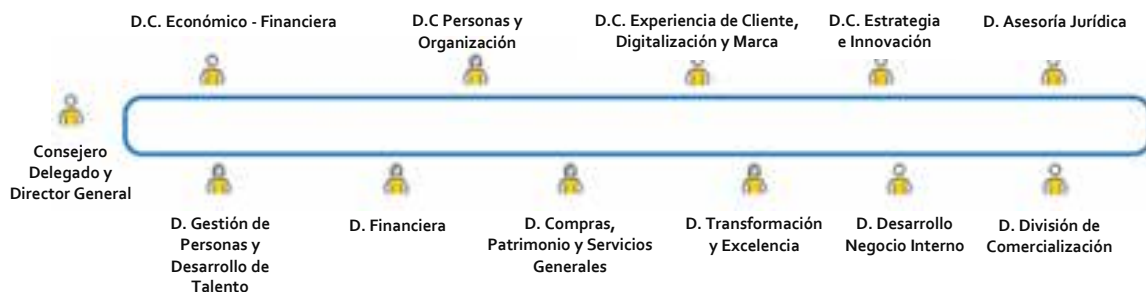 D.C. Económico - Financiera
D.C Personas y
Organización
D.C. Experiencia de Cliente,
Digitalización y Marca
D.C. Estrategia
e Innovación
D. Asesoría Jurídica
Consejero
Delegado y
Director General
D. Gestión de
Personas y
Desarrollo de
Talento
D. Financiera
D. Compras,
Patrimonio y Servicios
Generales
D. Transformación
y Excelencia
D. Desarrollo
Negocio Interno
D. División de
Comercialización